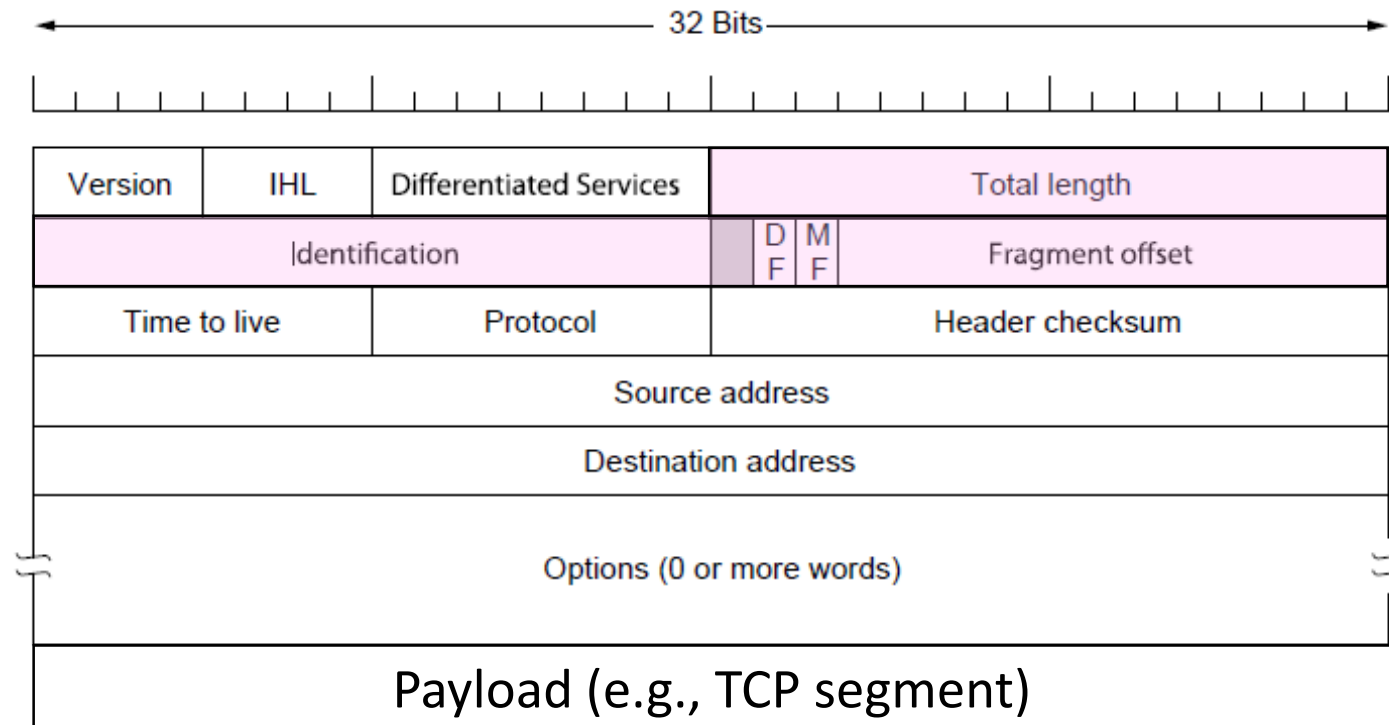 32 Bits
Version IHL Differentiated Services Total length
Identification D F M F Fragment offset
Time to live Protocol Header checksum
Source address
Destination address
Options (0 or more words)
Payload (e.g., TCP segment)